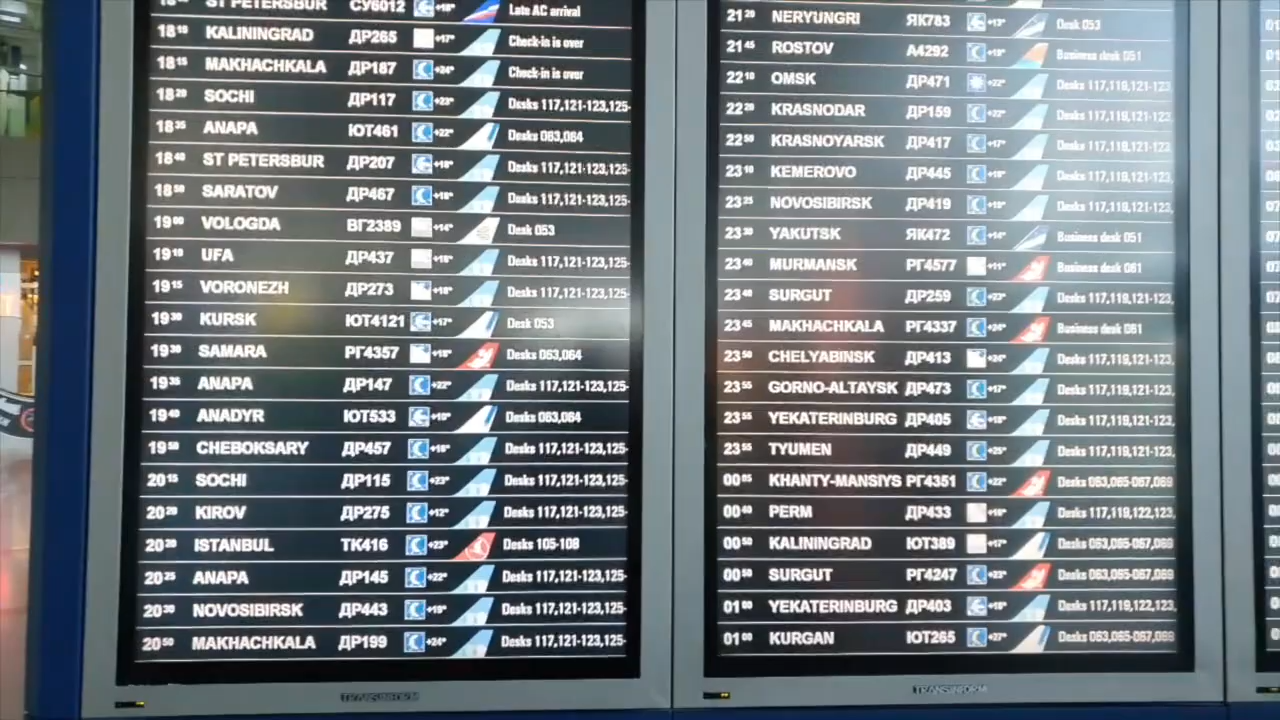 ST PETERSBUR СУ6012 +18° Late AC arrival
18 15 KALININGRAD ДР265 +17° Check-in is over
18 15 MAKHACHKALA ДР187 +24° Check-in is over
18 20 SOCHI ДР117 +23° Desks 117,121-123,125-
18 35 ANAPA ЮТ461 +22° Desks 063,064
18 40 ST PETERSBUR ДР207 +18° Desks 117,121-123,125-
18 50 SARATOV ДР467 +18° Desks 117,121-123,125-
19 00 VOLOGDA ВГ2389 +14° Desk 053
19 10 UFA ДР437 +18° Desks 117,121-123,125-
19 15 VORONEZH ДР273 +18° Desks 117,121-123,125-
19 30 KURSK ЮТ4121 +17° Desk 053
19 30 SAMARA РГ4357 Desks 063,064
19 35 ANAPA ДР147 +22° Desks 117,121-123,125-
19 40 ANADYR ЮТ533 Desks 063,064
19 50 CHEBOKSARY ДР457 Desks 117,121-123,125-
20 15 SOCHI ДР115 +23° Desks 117,121-123,125-
20 20 KIROV ДР275 +12° Desks 117,121-123,125-
20 20 ISTANBUL TK416 +23° Desks 105-108
20 25 ANAPA ДР145 +22° Desks 117,121-123,125-
20 30 NOVOSIBIRSK ДР443 Desks 117,121-123,125-
20 50 MAKHACHKALA ДР199 +24° Desks 117,121-123,125-
TRANSINFORM
21 20 NERYUNGRI ЯК783 +13° Desk 053
21 45 ROSTOV А4292 Business desk 051
22 10 OMSK ДР471 +22° Desks 117,119,121-123
22 20 KRASNODAR ДР159 +22° Desks 117,119,121-123,
22 50 KRASNOYARSK ДР417 +17° Desks 117,119,121-123,
23 10 KEMEROVO ДР445 Desks 117,119,121-123,
23 25 NOVOSIBIRSK ДР419 Desks 117,119,121-123,
23 30 YAKUTSK ЯК472 +14° Business desk 051
23 40 MURMANSK РГ4577 +11° Business desk 061
23 40 SURGUT ДР259 +23° Desks 117,119,121-123,
23 45 MAKHACHKALA РГ4337 +24° Business desk 061
23 50 CHELYABINSK ДР413 +24° Desks 117,119,121-123,
23 55 GORNO-ALTAYSK ДР473 +17° Desks 117,119,121-123,
23 55 YEKATERINBURG ДР405 Desks 117,119,121-123,
23 55 TYUMEN ДР449 +25° Desks 117,119,121-123,
00 05 KHANTY-MANSIYS РГ4351 +22° Desks 063,065-067,069
00 40 PERM ДР433 Desks 117,119,122,123,
00 50 KALININGRAD ЮТ389 +17° Desks 063,065-067,069
00 50 SURGUT РГ4247 +23° Desks 063,065-067,069
01 00 YEKATERINBURG ДР403 Desks 117,119,122,123,
01 00 KURGAN ЮТ265 +27° Desks 063,065-067,069
TRANSINFORM